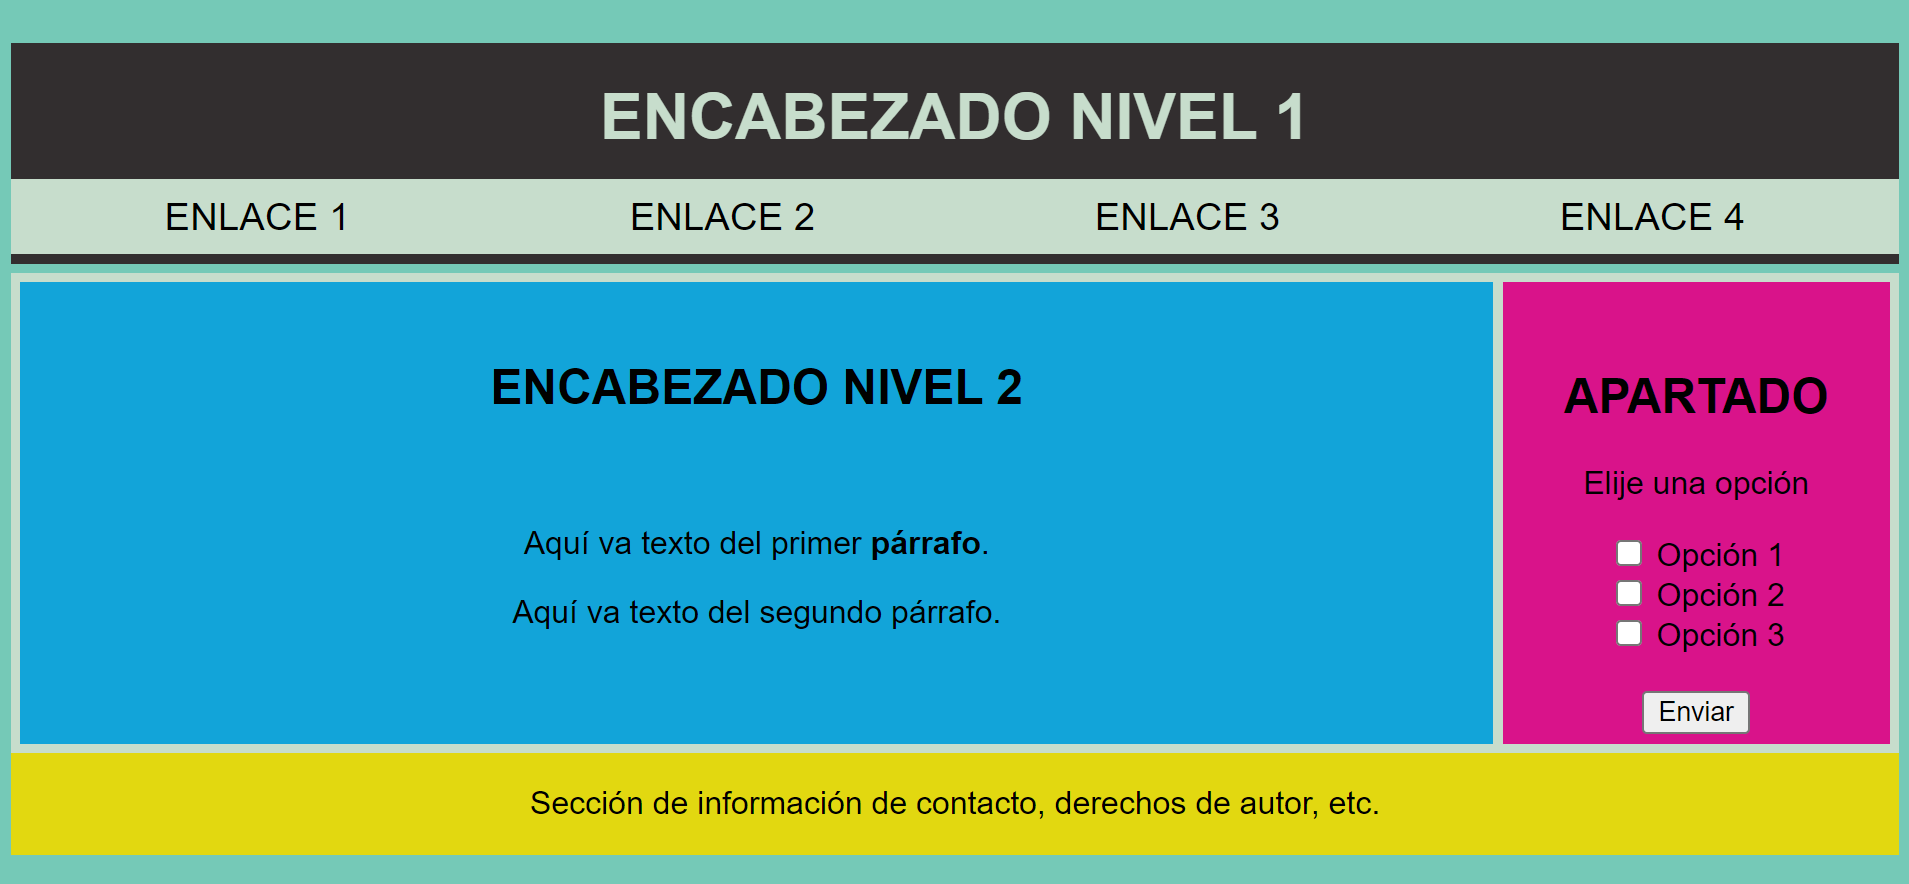 ENCABEZADO NIVEL 1
ENLACE 1 ENLACE 2 ENLACE 3 ENLACE 4
ENCABEZADO NIVEL 2
Aquí va texto del primer párrafo.
Aquí va texto del segundo párrafo.
APARTADO
Elije una opción
Opción 1
Opción 2
Opción 3
Enviar
Sección de información de contacto, derechos de autor, etc.